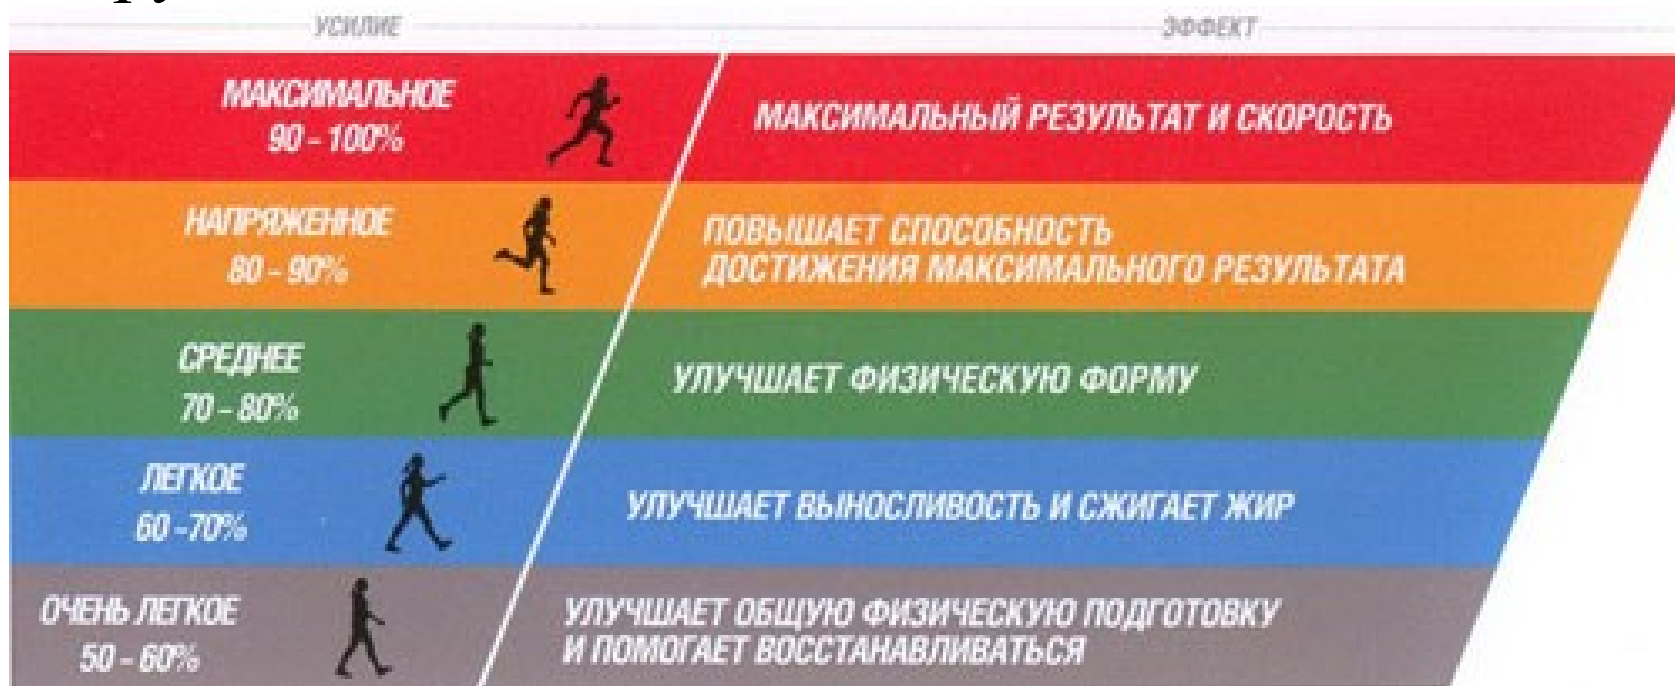 УСИЛИЕ
ЭФФЕКТ
МАКСИМАЛЬНОЕ
90 – 100%
МАКСИМАЛЬНЫЙ РЕЗУЛЬТАТ И СКОРОСТЬ
НАПРЯЖЕННОЕ
80 – 90%
ПОВЫШАЕТ СПОСОБНОСТЬ
ДОСТИЖЕНИЯ МАКСИМАЛЬНОГО РЕЗУЛЬТАТА
СРЕДНЕЕ
70 – 80%
УЛУЧШАЕТ ФИЗИЧЕСКУЮ ФОРМУ
ЛЕГКОЕ
60 –70%
УЛУЧШАЕТ ВЫНОСЛИВОСТЬ И СЖИГАЕТ ЖИР
ОЧЕНЬ ЛЕГКОЕ
50 – 60%
УЛУЧШАЕТ ОБЩУЮ ФИЗИЧЕСКУЮ ПОДГОТОВКУ
И ПОМОГАЕТ ВОССТАНАВЛИВАТЬСЯ